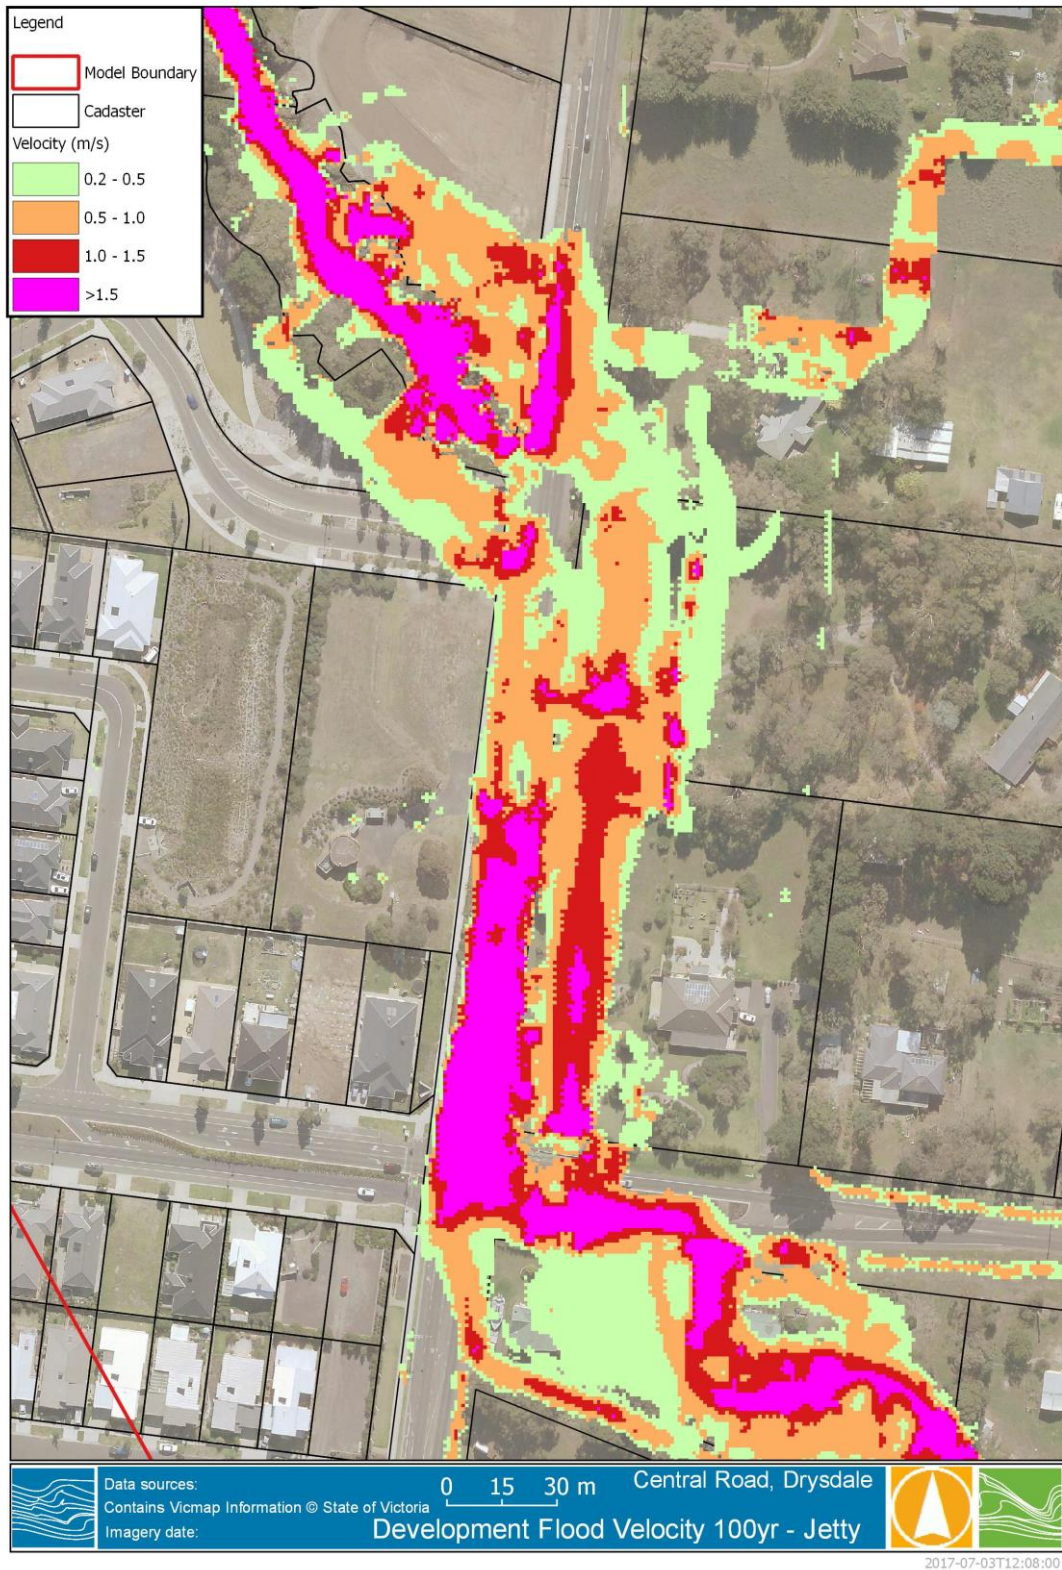 Legend
Model Boundary
Cadaster
Velocity (m/s)
0.2 - 0.5
0.5 - 1.0
1.0 - 1.5
>1.5
Data sources:
Contains Vicmap Information © State of Victoria
Imagery date:
0 15 30 m
Central Road, Drysdale
Development Flood Velocity 100yr - Jetty
2017-07-03T12:08:00